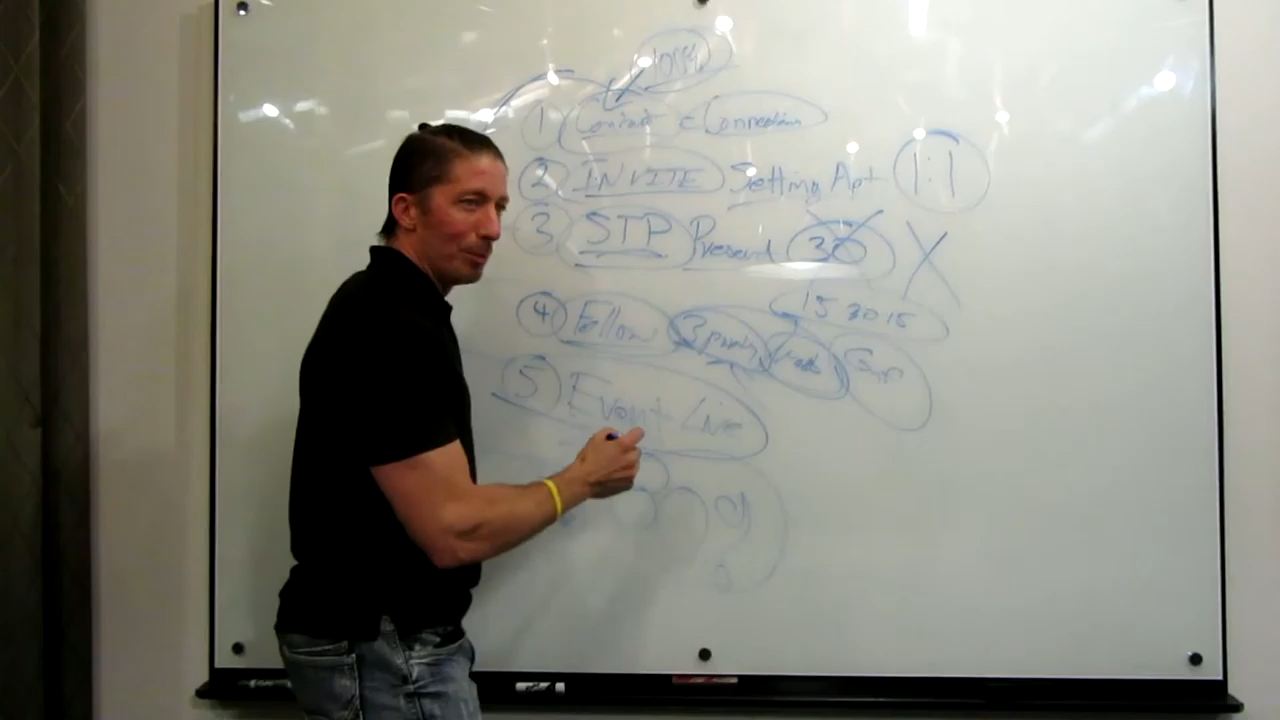 1 Contact Connection
2 INVITE Setting Apt 1:1
3 STP Present 30 X
15 30 15
4 Follow 3 party
5 Event Live